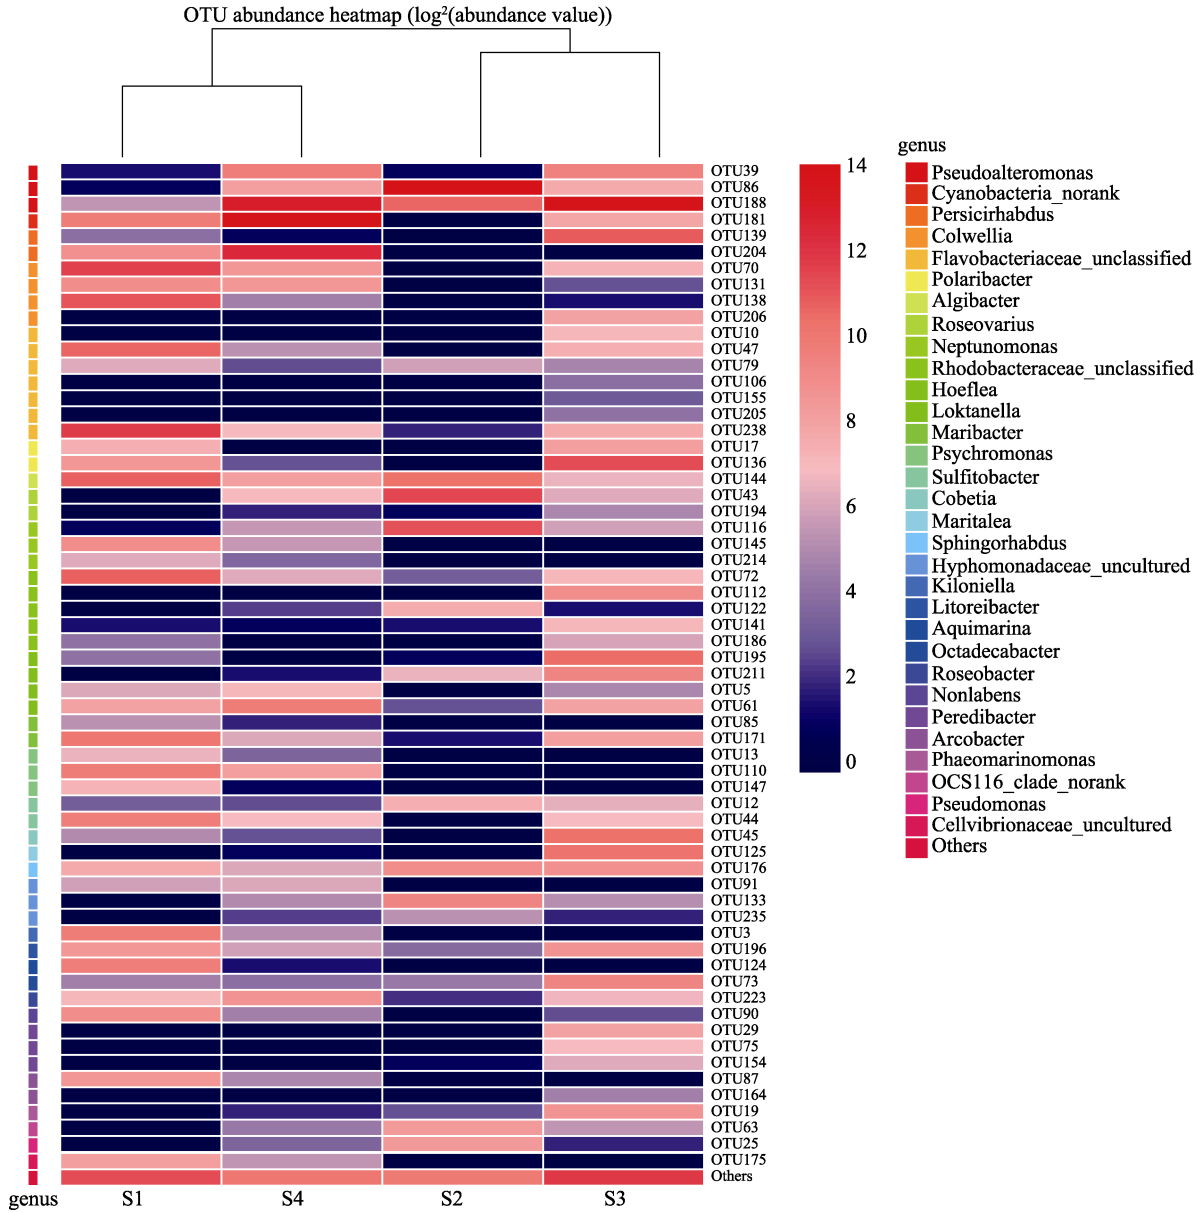 OTU abundance heatmap (log²(abundance value))
OTU39
OTU86
OTU188
OTU181
OTU139
OTU204
OTU70
OTU131
OTU138
OTU206
OTU10
OTU47
OTU79
OTU106
OTU155
OTU205
OTU238
OTU17
OTU136
OTU144
OTU43
OTU194
OTU116
OTU145
OTU214
OTU72
OTU112
OTU122
OTU141
OTU186
OTU195
OTU211
OTU5
OTU61
OTU85
OTU171
OTU13
OTU110
OTU147
OTU12
OTU44
OTU45
OTU125
OTU176
OTU91
OTU133
OTU235
OTU3
OTU196
OTU124
OTU73
OTU223
OTU90
OTU29
OTU75
OTU154
OTU87
OTU164
OTU19
OTU63
OTU25
OTU175
Others
genus S1 S4 S2 S3
14
12
10
8
6
4
2
0
genus
Pseudoalteromonas
Cyanobacteria_norank
Persicirhabdus
Colwellia
Flavobacteriaceae_unclassified
Polaribacter
Algibacter
Roseovarius
Neptunomonas
Rhodobacteraceae_unclassified
Hoeflea
Loktanella
Maribacter
Psychromonas
Sulfitobacter
Cobetia
Maritalea
Sphingorhabdus
Hyphomonadaceae_uncultured
Kiloniella
Litoreibacter
Aquimarina
Octadecabacter
Roseobacter
Nonlabens
Peredibacter
Arcobacter
Phaeomarinomonas
OCS116_clade_norank
Pseudomonas
Cellvibrionaceae_uncultured
Others